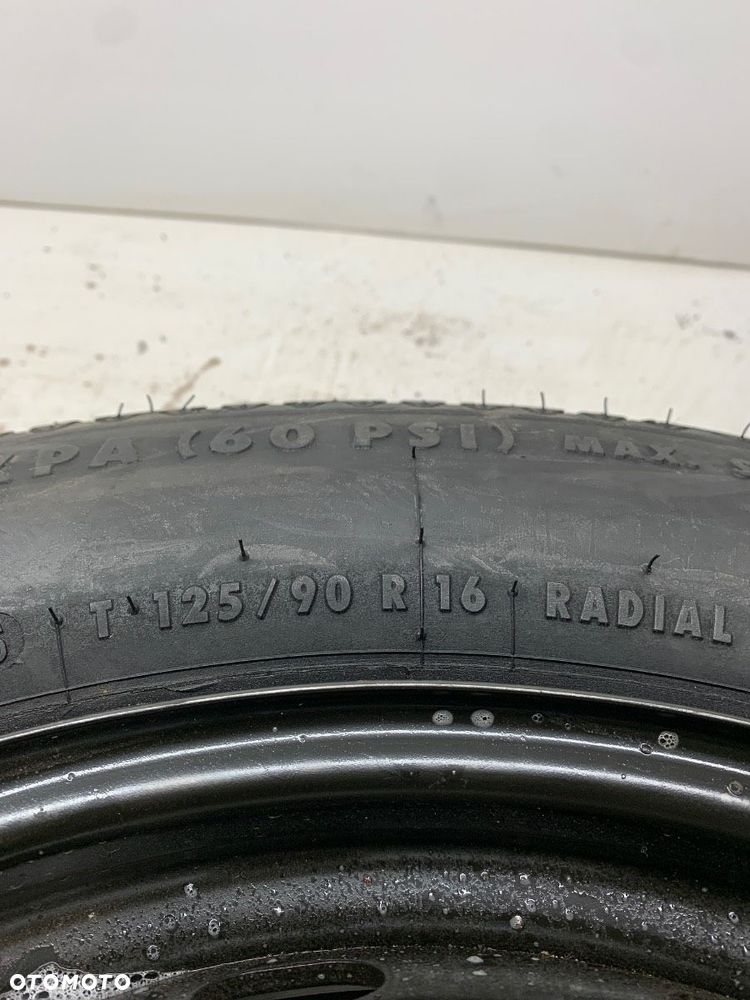 KPA (60 PSI) MAX. S
S T 125/90 R 16 RADIAL
OTOMOTO